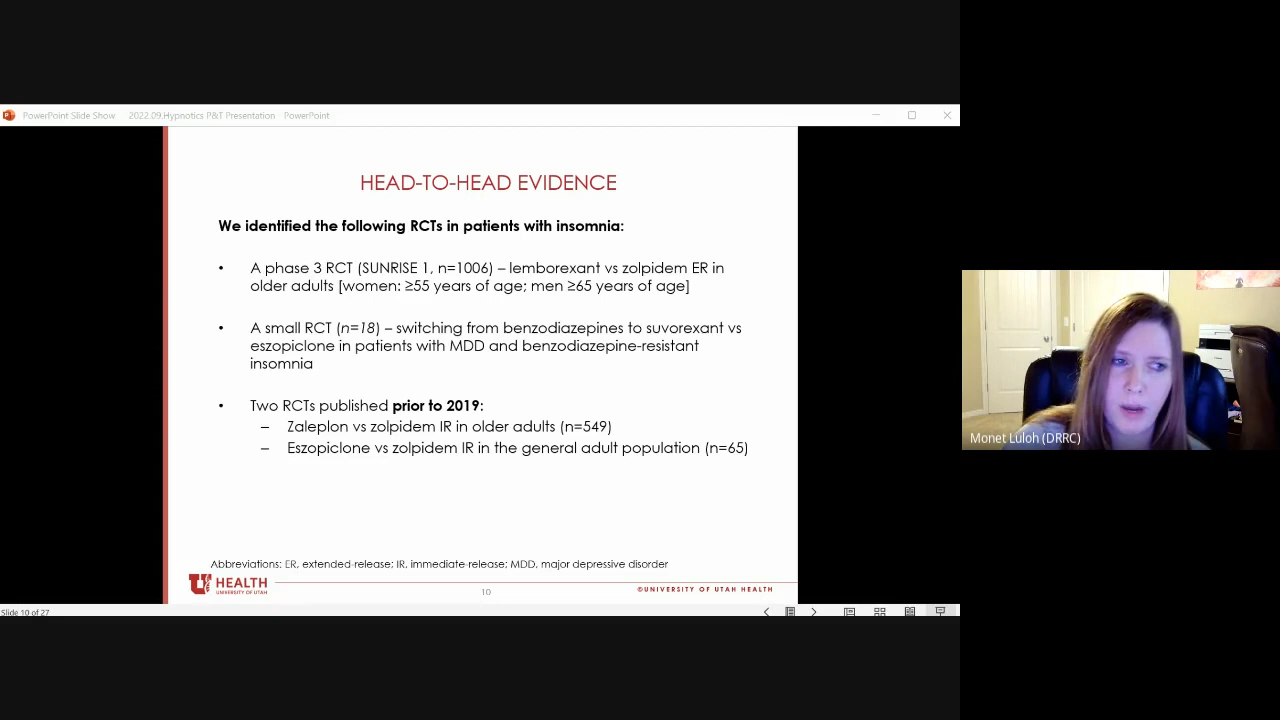 PowerPoint Slide Show
2022.09.Hypnotics P&T Presentation - PowerPoint
HEAD-TO-HEAD EVIDENCE
We identified the following RCTs in patients with insomnia:
• A phase 3 RCT (SUNRISE 1, n=1006) – lemborexant vs zolpidem ER in
older adults [women: ≥55 years of age; men ≥65 years of age]
• A small RCT (n=18) – switching from benzodiazepines to suvorexant vs
eszopiclone in patients with MDD and benzodiazepine-resistant
insomnia
• Two RCTs published prior to 2019:
– Zaleplon vs zolpidem IR in older adults (n=549)
– Eszopiclone vs zolpidem IR in the general adult population (n=65)
Abbreviations: ER, extended-release; IR, immediate-release; MDD, major depressive disorder
U HEALTH
UNIVERSITY OF UTAH
10
©UNIVERSITY OF UTAH HEALTH
Slide 10 of 27
Monet Luloh (DRRC)